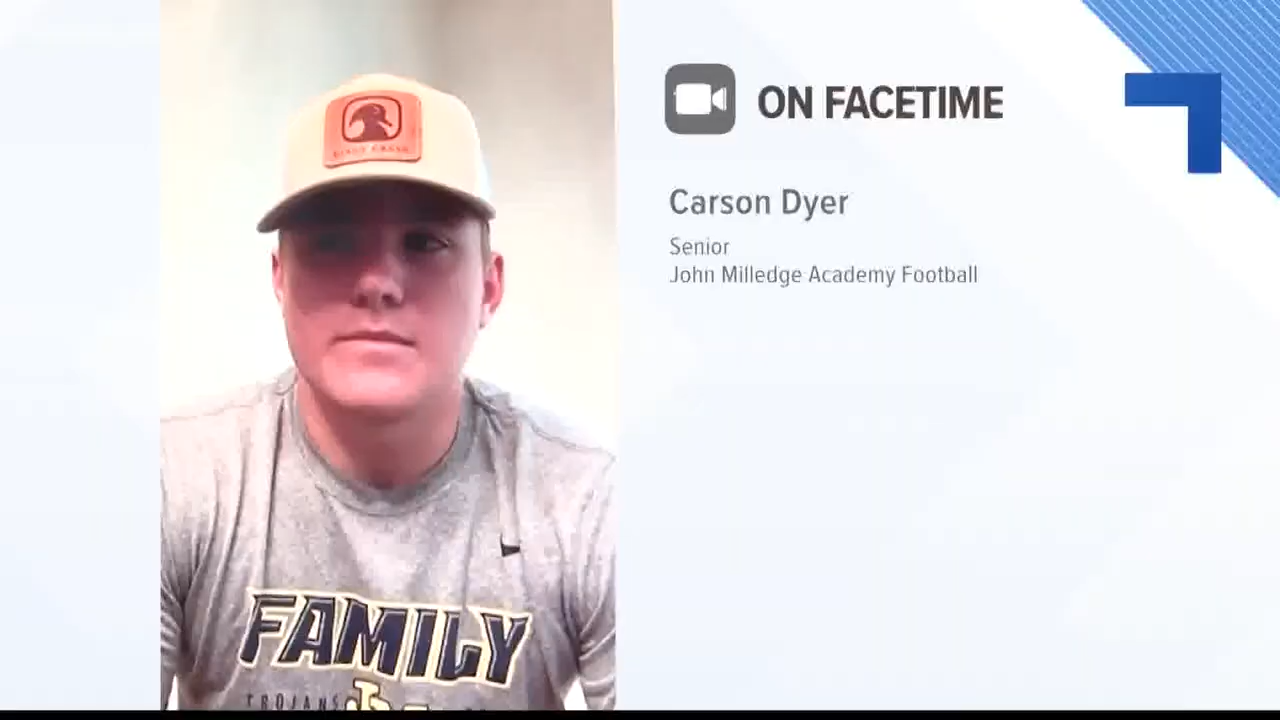 ON FACETIME
Carson Dyer
Senior
John Milledge Academy Football
FAMILY
TROJANS